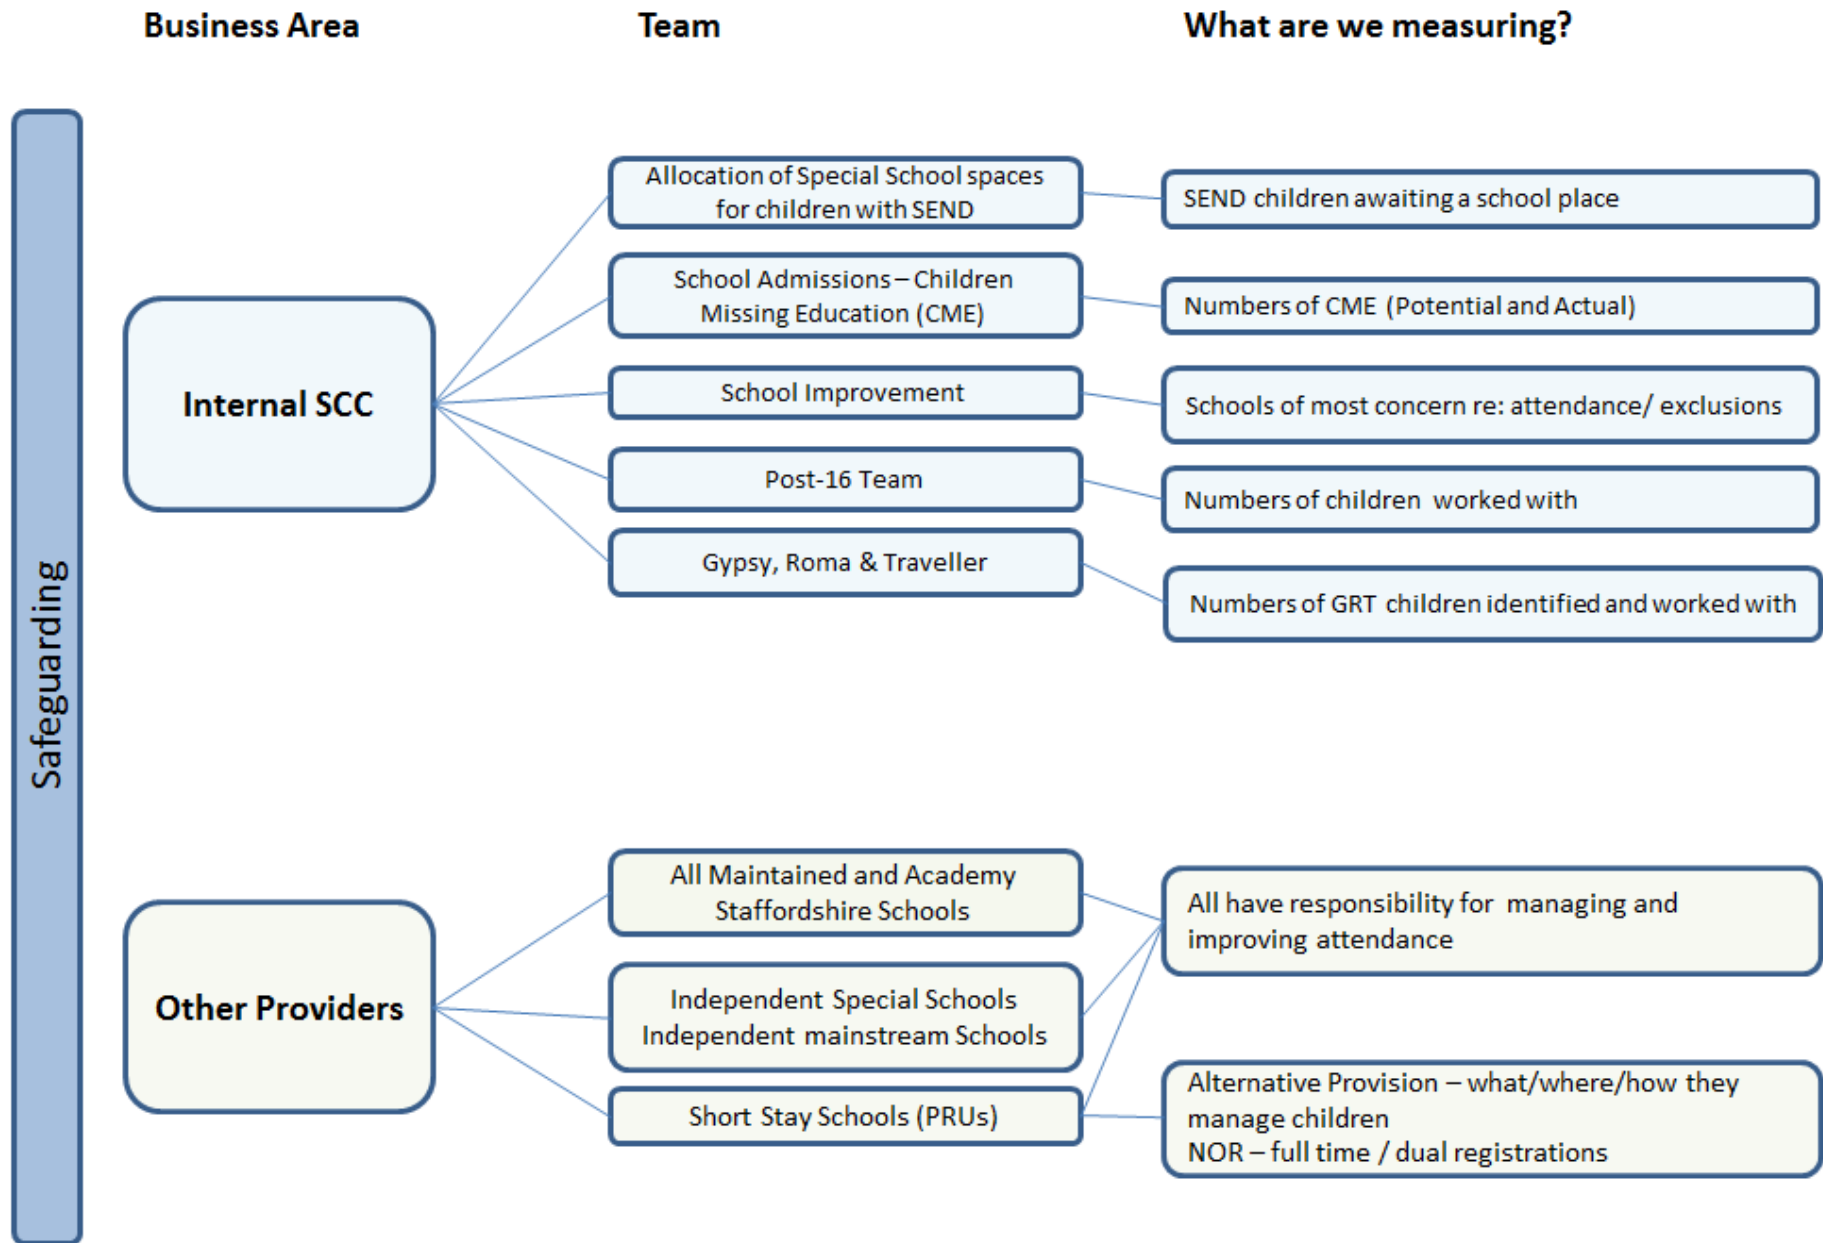 Business Area
Team
What are we measuring?
Safeguarding
Internal SCC
Allocation of Special School spaces
for children with SEND
SEND children awaiting a school place
School Admissions – Children
Missing Education (CME)
Numbers of CME (Potential and Actual)
School Improvement
Schools of most concern re: attendance/ exclusions
Post-16 Team
Numbers of children worked with
Gypsy, Roma & Traveller
Numbers of GRT children identified and worked with
Other Providers
All Maintained and Academy
Staffordshire Schools
All have responsibility for managing and
improving attendance
Independent Special Schools
Independent mainstream Schools
Short Stay Schools (PRUs)
Alternative Provision – what/where/how they
manage children
NOR – full time / dual registrations